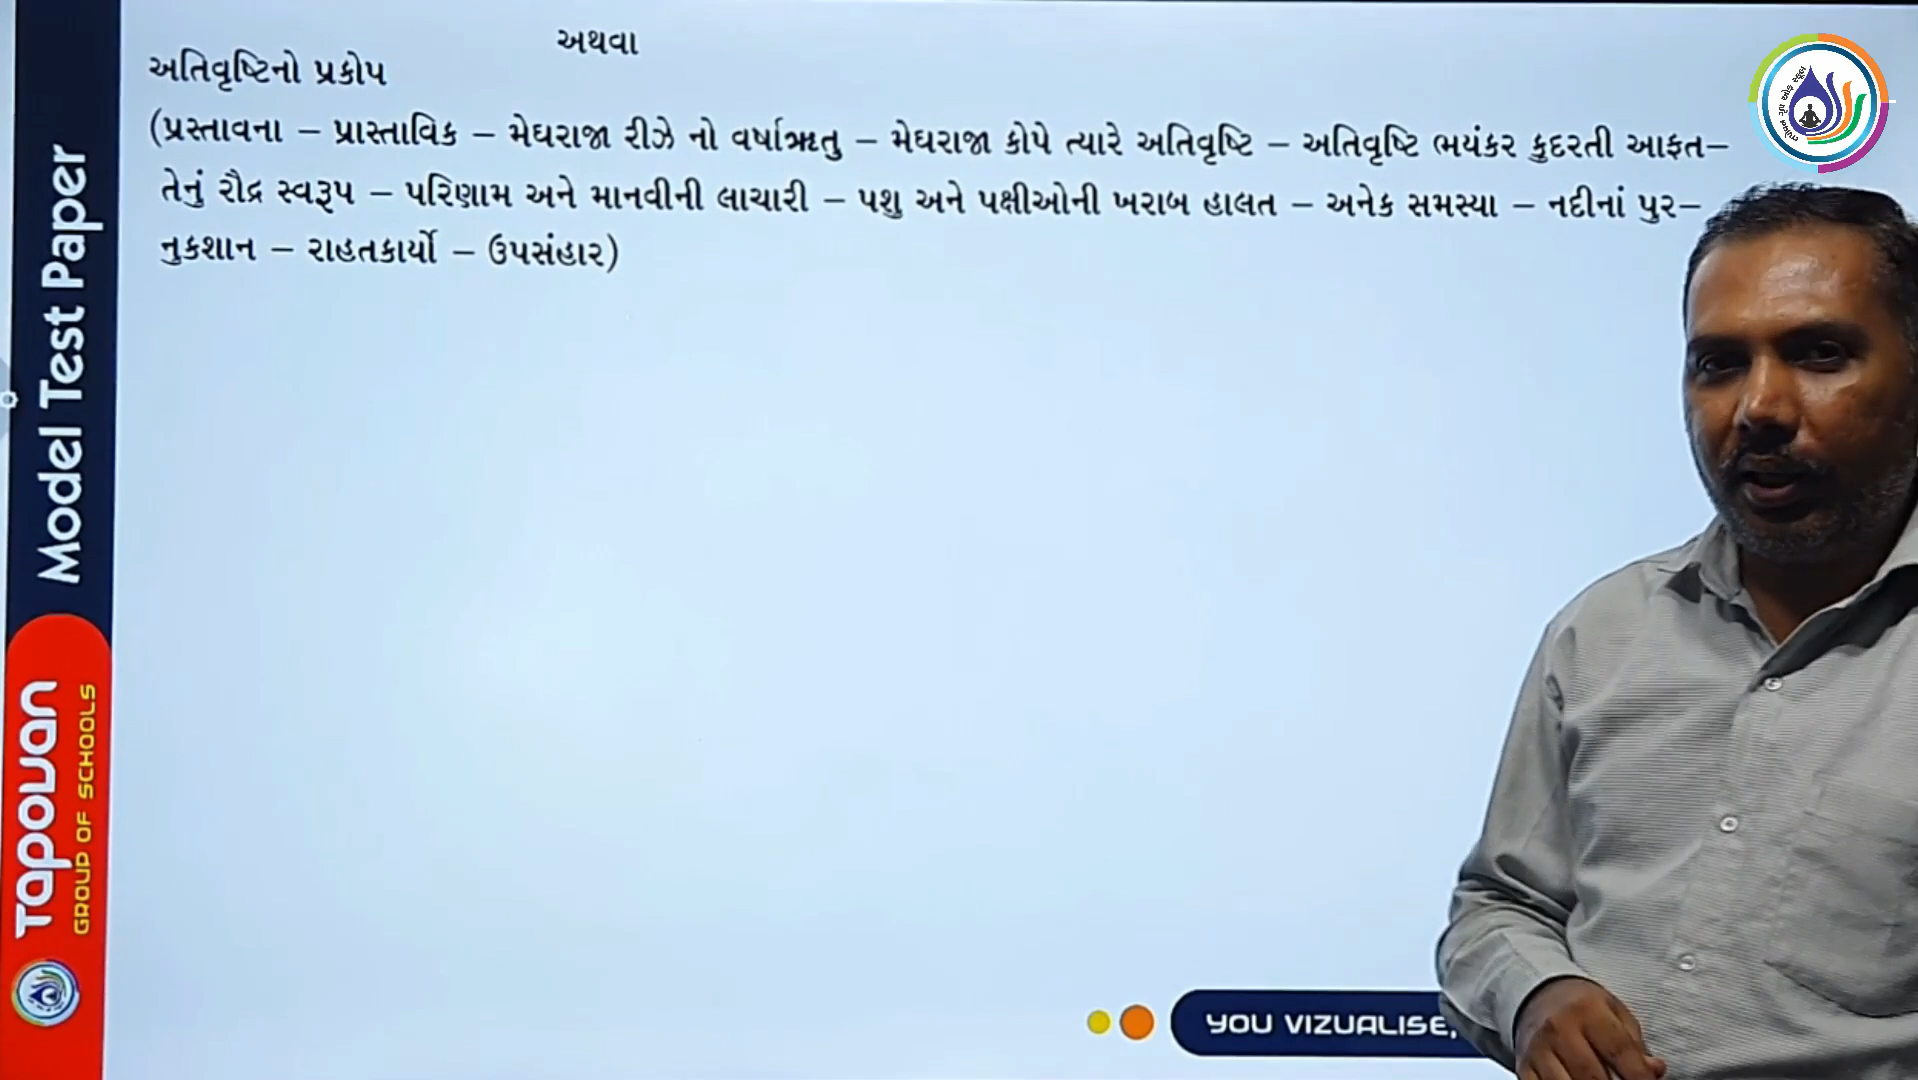 અથવા
અતિવૃષ્ટિનો પ્રકોપ
(પ્રસ્તાવના – પ્રાસ્તાવિક – મેઘરાજા રીઝે નો વર્ષાઋતુ – મેઘરાજા કોપે ત્યારે અતિવૃષ્ટિ – અતિવૃષ્ટિ ભયંકર કુદરતી આફત–
તેનું રૌદ્ર સ્વરૂપ – પરિણામ અને માનવીની લાચારી – પશુ અને પક્ષીઓની ખરાબ હાલત – અનેક સમસ્યા – નદીનાં પુર–
નુકશાન – રાહતકાર્યો – ઉપસંહાર)
Model Test Paper
Tapovan
GROUP OF SCHOOLS
YOU VIZUALISE,